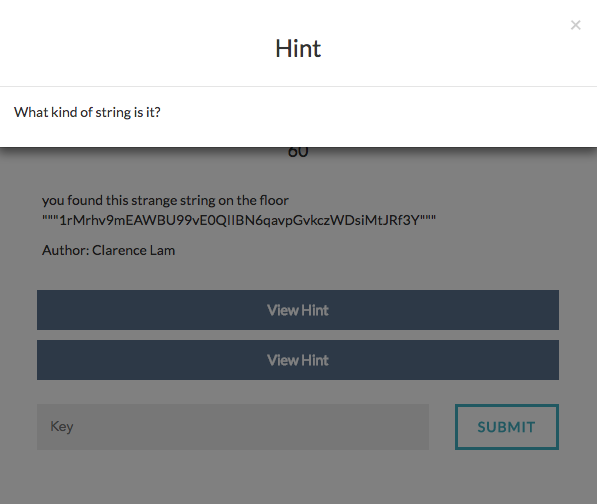 ×
Hint
What kind of string is it?
60
you found this strange string on the floor
"""1rMrhv9mEAWBU99vE0QIIBN6qavpGvkczWDsiMtJRf3Y"""
Author: Clarence Lam
View Hint
View Hint
Key
SUBMIT